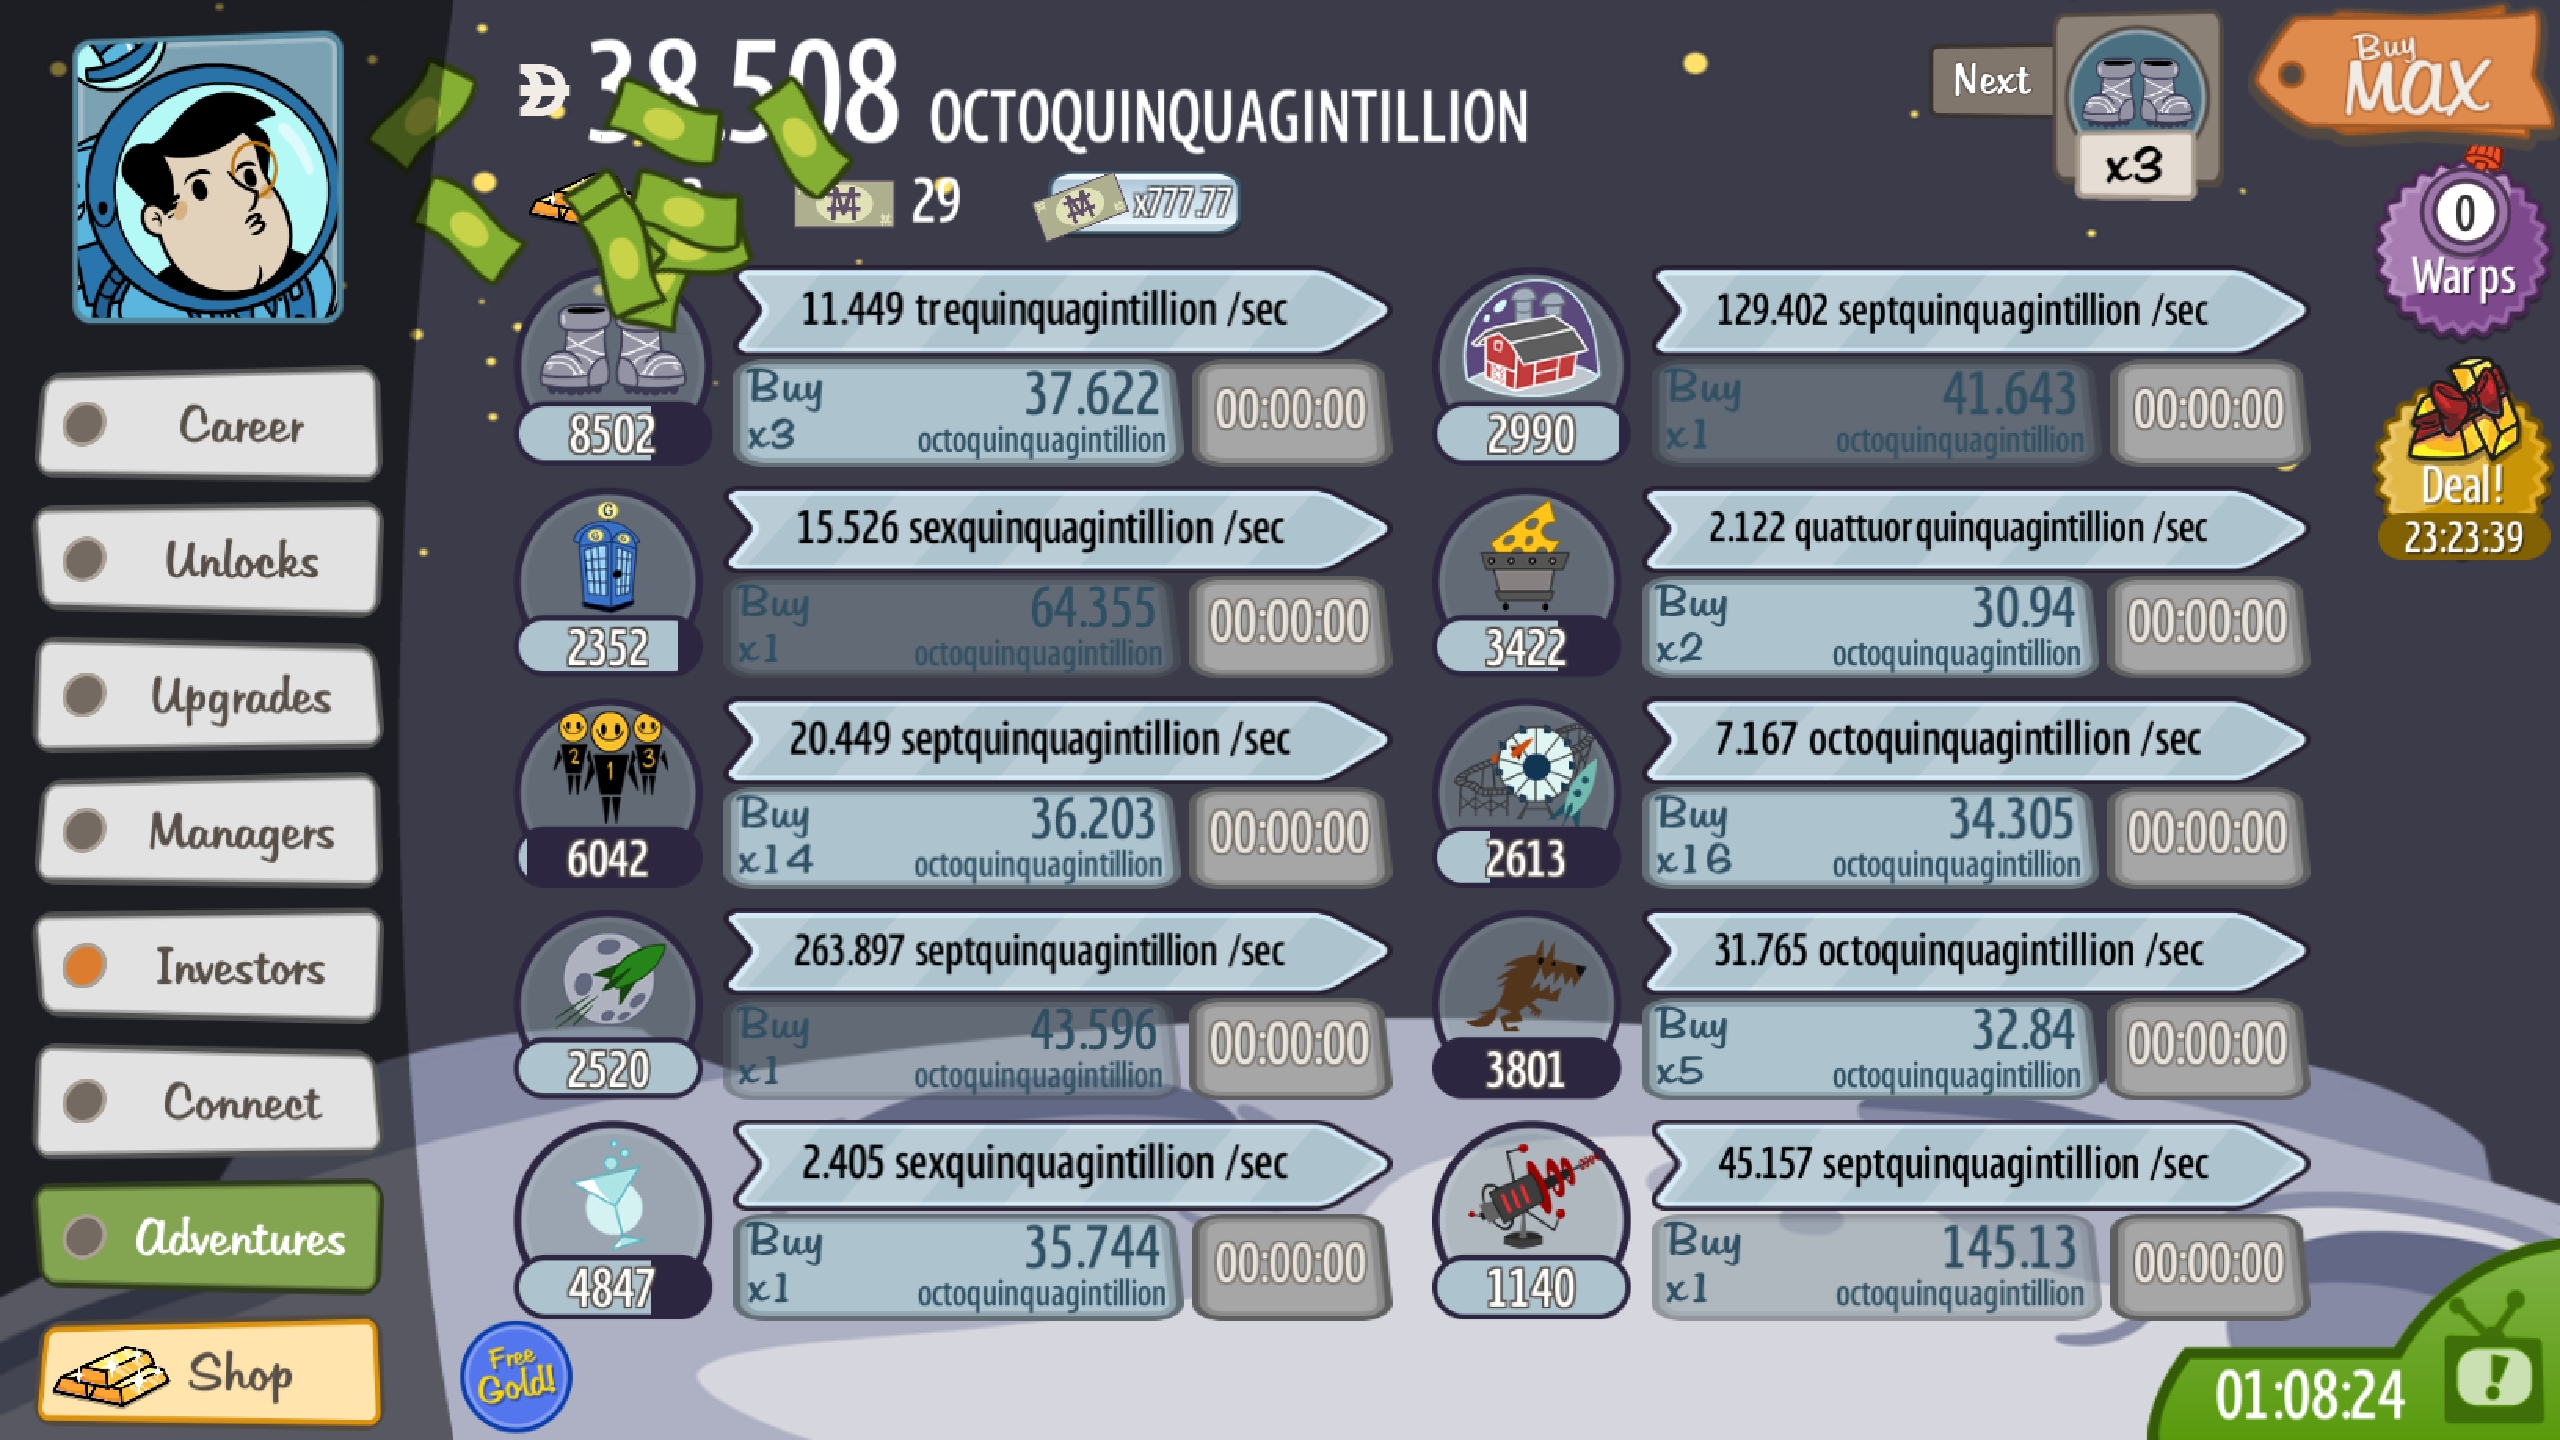 38.508 OCTOQUINQUAGINTILLION
Next
x3
Buy
MAX
29
x777.77
0
Warps
Deal!
23:23:39
Career
Unlocks
Upgrades
Managers
Investors
Connect
Adventures
Shop
11.449 trequinquagintillion /sec
Buy 37.622
x3 octoquinquagintillion
00:00:00
8502
129.402 septquinquagintillion /sec
Buy 41.643
x1 octoquinquagintillion
00:00:00
2990
G
G G
15.526 sexquinquagintillion /sec
Buy 64.355
x1 octoquinquagintillion
00:00:00
2352
2.122 quattuorquinquagintillion /sec
Buy 30.94
x2 octoquinquagintillion
00:00:00
3422
2 1 3
20.449 septquinquagintillion /sec
Buy 36.203
x14 octoquinquagintillion
00:00:00
6042
7.167 octoquinquagintillion /sec
Buy 34.305
x16 octoquinquagintillion
00:00:00
2613
263.897 septquinquagintillion /sec
Buy 43.596
x1 octoquinquagintillion
00:00:00
2520
31.765 octoquinquagintillion /sec
Buy 32.84
x5 octoquinquagintillion
00:00:00
3801
2.405 sexquinquagintillion /sec
Buy 35.744
x1 octoquinquagintillion
00:00:00
4847
45.157 septquinquagintillion /sec
Buy 145.13
x1 octoquinquagintillion
00:00:00
1140
Free
Gold!
01:08:24
!